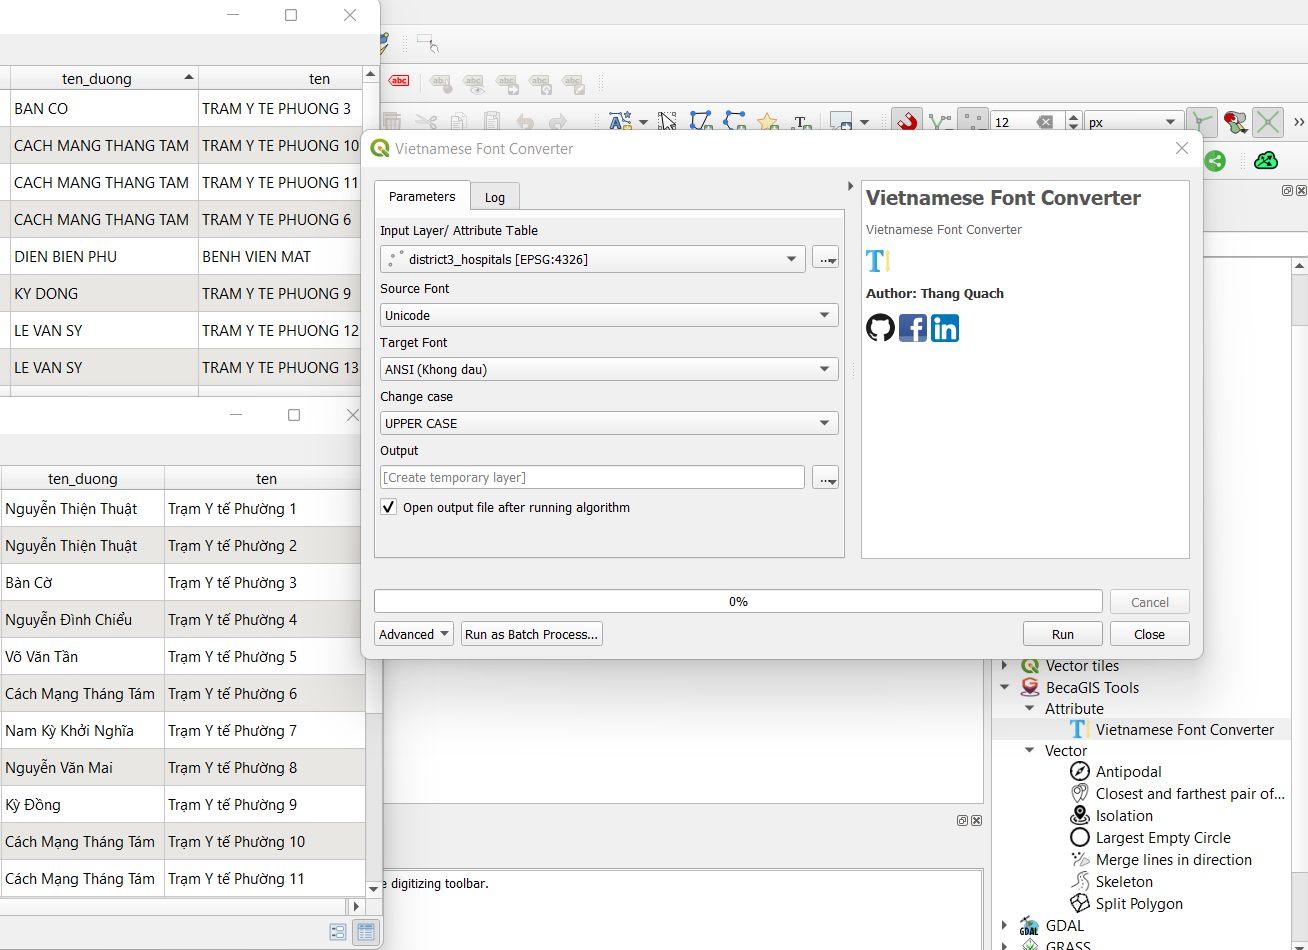 ten_duong ten
BAN CO TRAM Y TE PHUONG 3
CACH MANG THANG TAM TRAM Y TE PHUONG 10
CACH MANG THANG TAM TRAM Y TE PHUONG 11
CACH MANG THANG TAM TRAM Y TE PHUONG 6
DIEN BIEN PHU BENH VIEN MAT
KY DONG TRAM Y TE PHUONG 9
LE VAN SY TRAM Y TE PHUONG 12
LE VAN SY TRAM Y TE PHUONG 13
ten_duong ten
Nguyễn Thiện Thuật Trạm Y tế Phường 1
Nguyễn Thiện Thuật Trạm Y tế Phường 2
Bàn Cờ Trạm Y tế Phường 3
Nguyễn Đình Chiểu Trạm Y tế Phường 4
Võ Văn Tần Trạm Y tế Phường 5
Cách Mạng Tháng Tám Trạm Y tế Phường 6
Nam Kỳ Khởi Nghĩa Trạm Y tế Phường 7
Nguyễn Văn Mai Trạm Y tế Phường 8
Kỳ Đồng Trạm Y tế Phường 9
Cách Mạng Tháng Tám Trạm Y tế Phường 10
Cách Mạng Tháng Tám Trạm Y tế Phường 11
abc
12 px
Vietnamese Font Converter
Parameters Log
Input Layer/ Attribute Table
district3_hospitals [EPSG:4326] ...
Source Font
Unicode
Target Font
ANSI (Khong dau)
Change case
UPPER CASE
Output
[Create temporary layer] ...
Open output file after running algorithm
Vietnamese Font Converter
Vietnamese Font Converter
Author: Thang Quach
0% Cancel
Advanced Run as Batch Process... Run Close
e digitizing toolbar.
Vector tiles
BecaGIS Tools
Attribute
Vietnamese Font Converter
Vector
Antipodal
Closest and farthest pair of...
Isolation
Largest Empty Circle
Merge lines in direction
Skeleton
Split Polygon
GDAL
GRASS